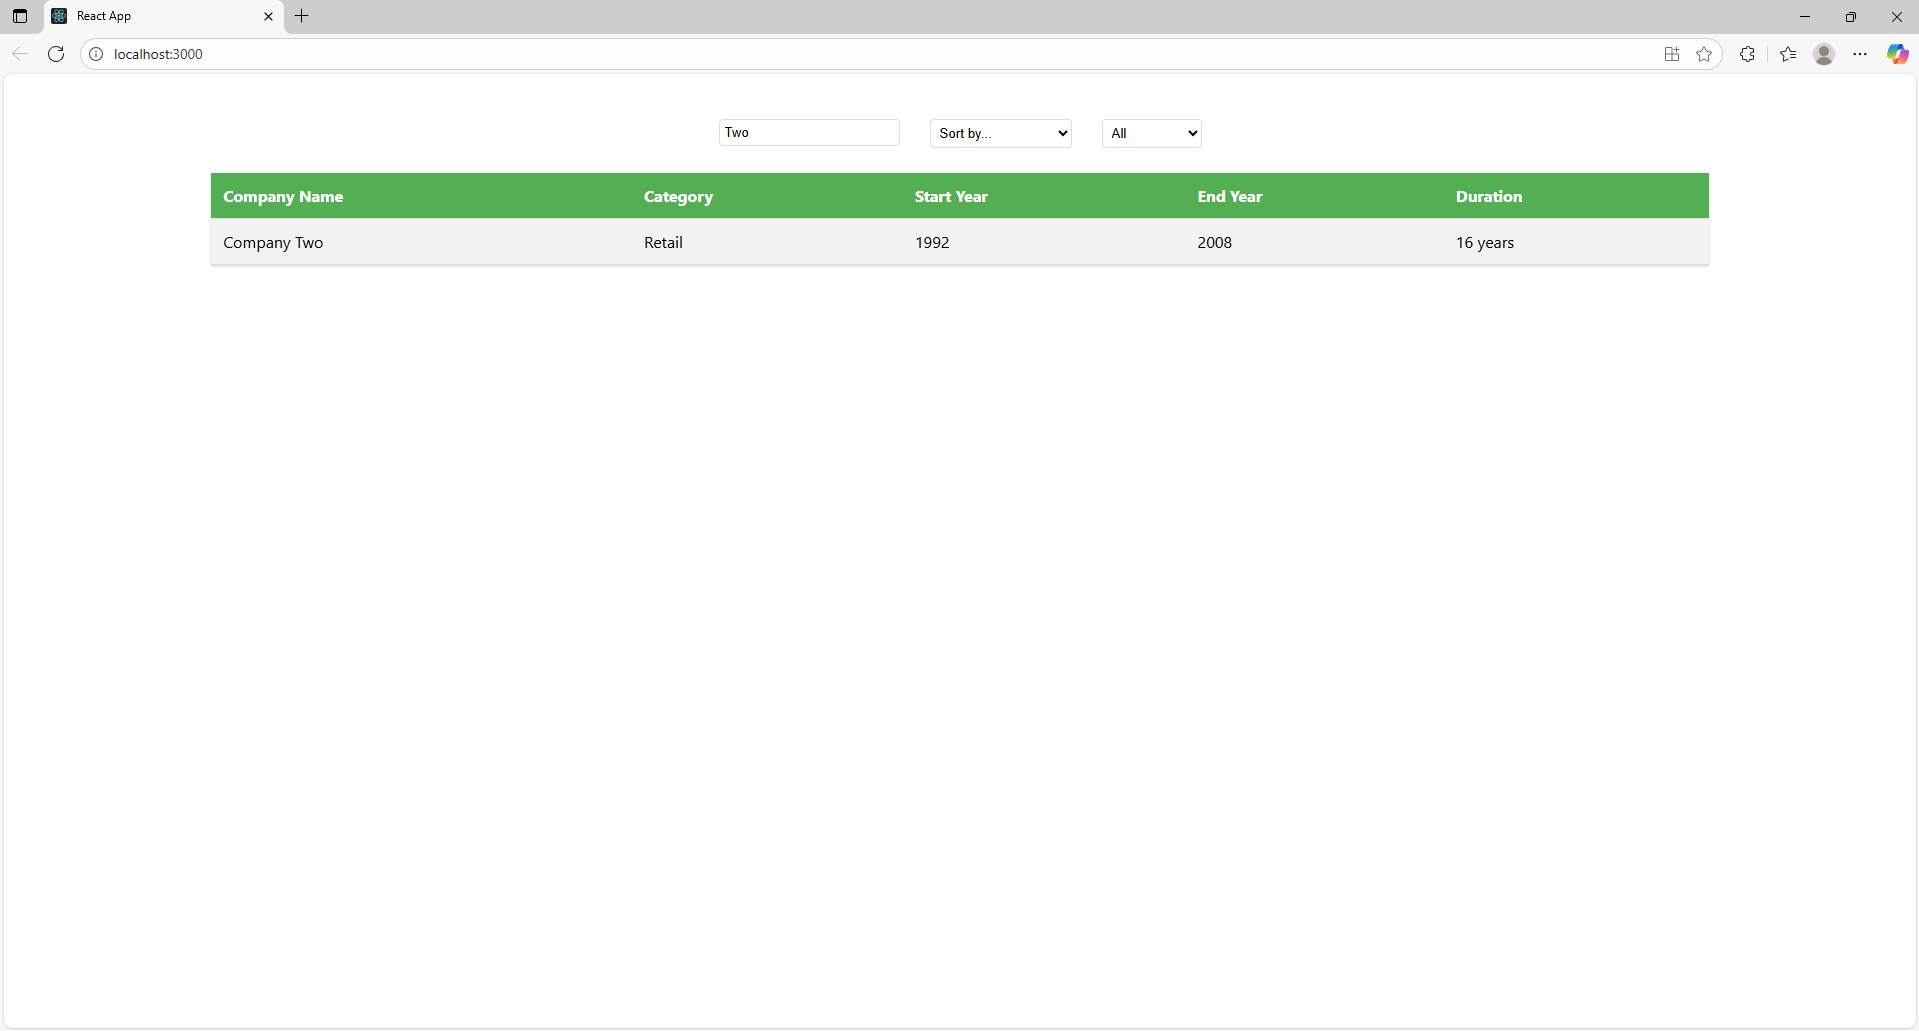 React App
localhost:3000
Two Sort by... All
Company Name Category Start Year End Year Duration
Company Two Retail 1992 2008 16 years